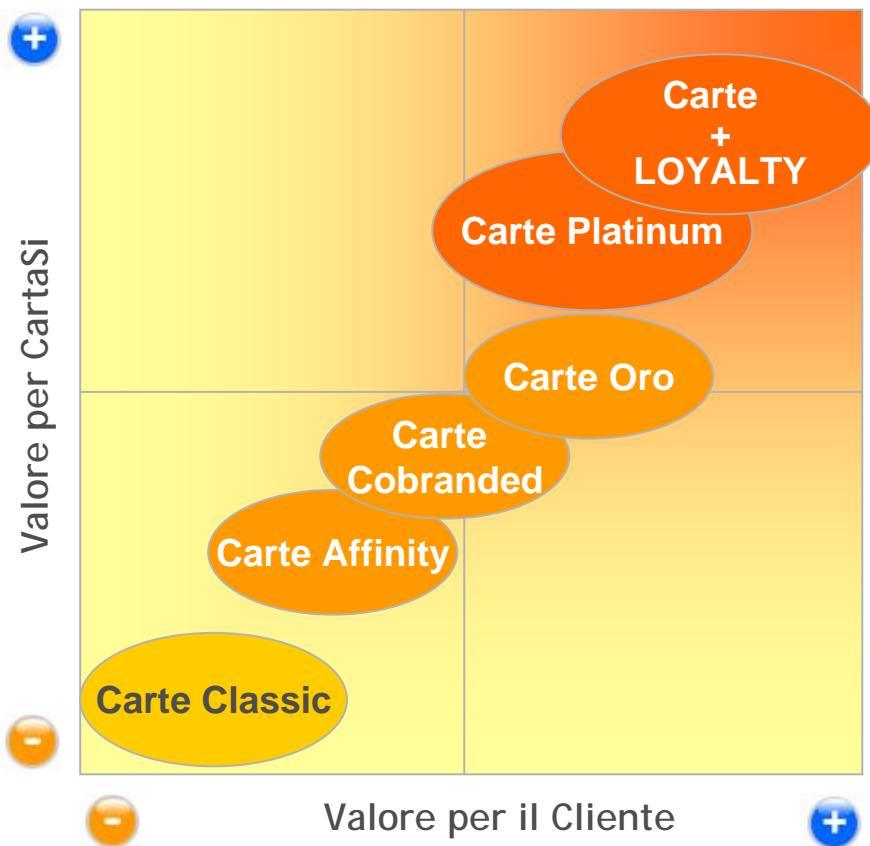 +
Carte
+
LOYALTY
Carte Platinum
Carte Oro
Carte
Cobranded
Carte Affinity
Carte Classic
Valore per CartaSi
-
-
Valore per il Cliente
+